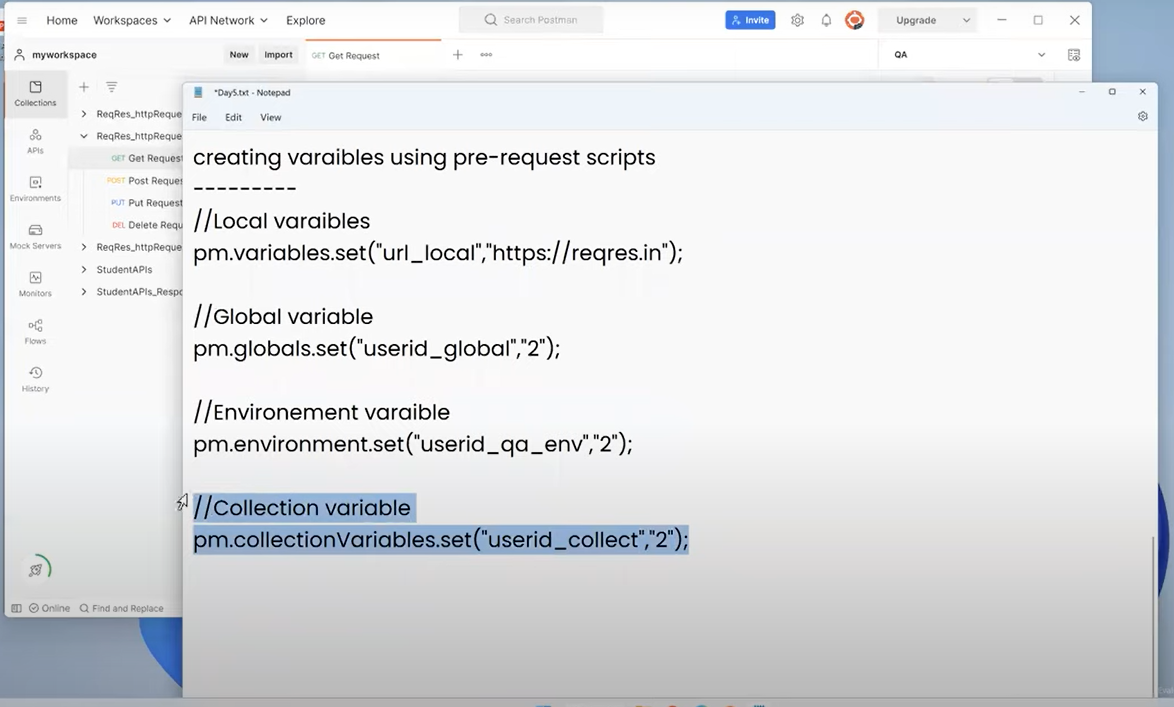 Home Workspaces API Network Explore Search Postman Invite Upgrade
myworkspace New Import GET Get Request QA
Collections
APIs
Environments
Mock Servers
Monitors
Flows
History
ReqRes_httpReque
ReqRes_httpReque
GET Get Request
POST Post Reques
PUT Put Request
DEL Delete Requ
ReqRes_httpReque
StudentAPIs
StudentAPIs_Respo
Online Find and Replace
*Day5.txt - Notepad
File Edit View
creating varaibles using pre-request scripts
---------
//Local varaibles
pm.variables.set("url_local","https://reqres.in");
//Global variable
pm.globals.set("userid_global","2");
//Environement varaible
pm.environment.set("userid_qa_env","2");
//Collection variable
pm.collectionVariables.set("userid_collect","2");